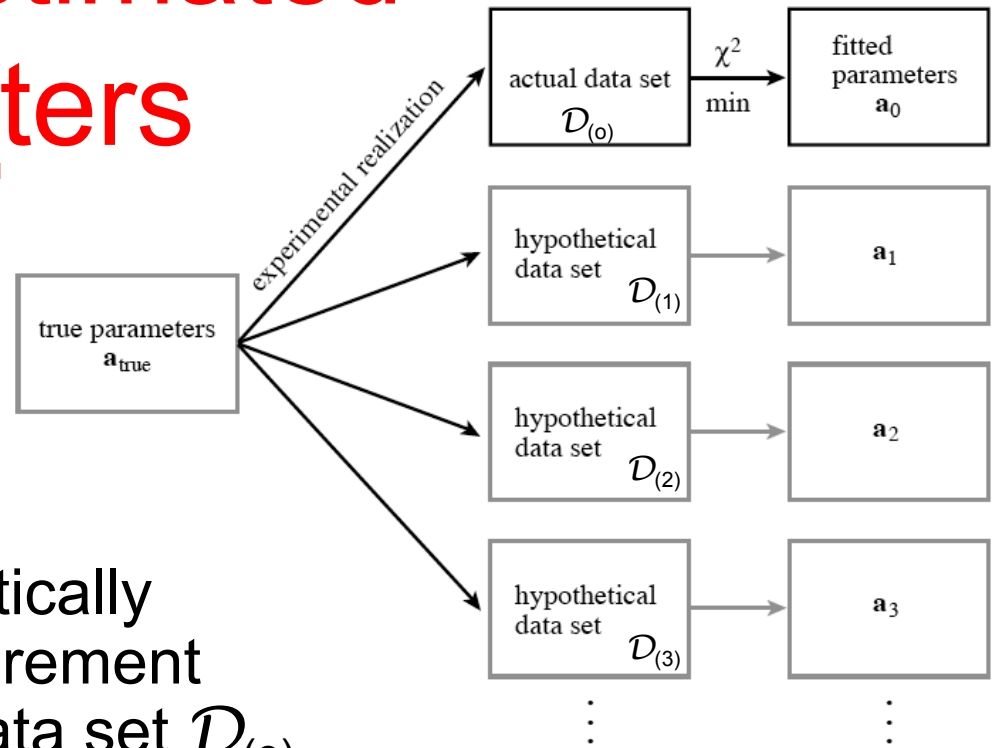 stimated
ters
experimental realization
true parameters
a_true
actual data set
𝒟(o)
χ²
min
fitted
parameters
a₀
hypothetical
data set
𝒟(1)
a₁
hypothetical
data set
𝒟(2)
a₂
hypothetical
data set
𝒟(3)
a₃
tically
rement
ata set 𝒟(o)